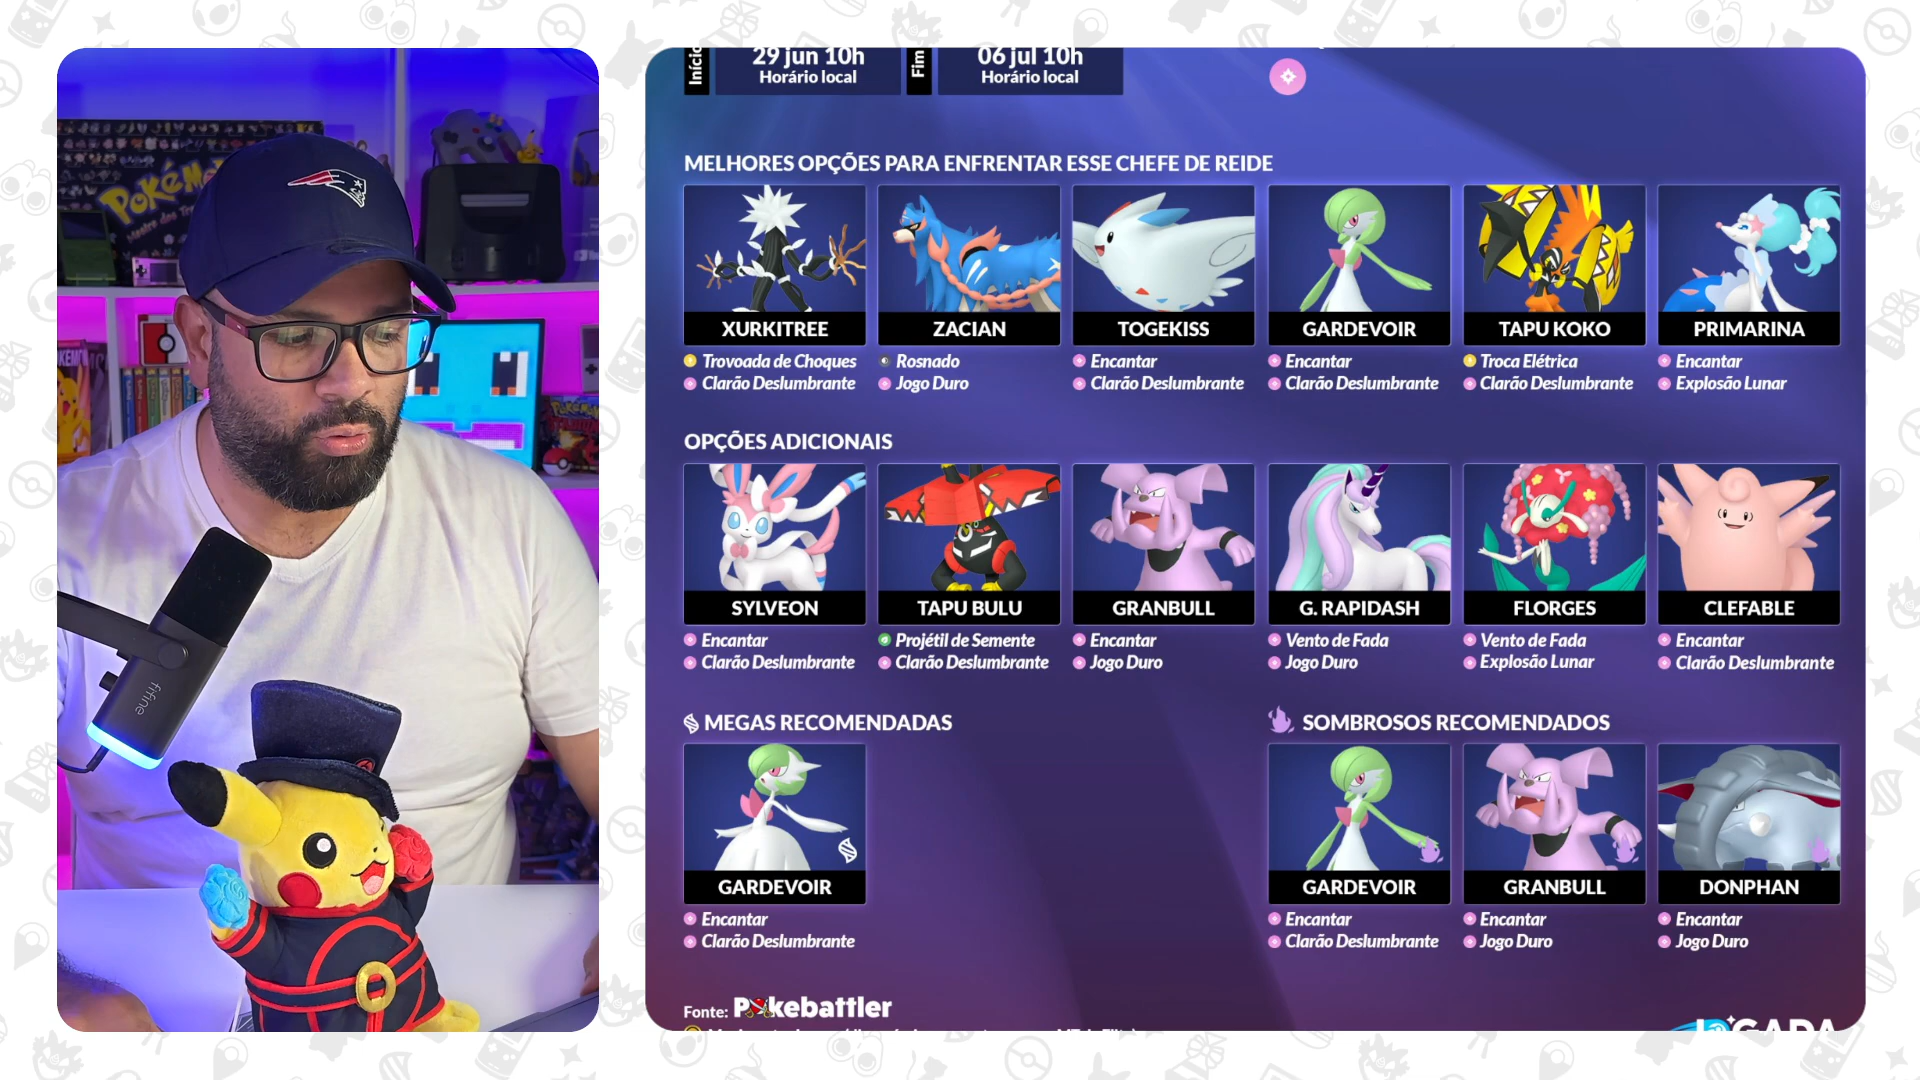 Início
29 jun 10h
Horário local
Fim
06 jul 10h
Horário local
MELHORES OPÇÕES PARA ENFRENTAR ESSE CHEFE DE REIDE
XURKITREE
ZACIAN
TOGEKISS
GARDEVOIR
TAPU KOKO
PRIMARINA
Trovoada de Choques
Clarão Deslumbrante
Rosnado
Jogo Duro
Encantar
Clarão Deslumbrante
Encantar
Clarão Deslumbrante
Troca Elétrica
Clarão Deslumbrante
Encantar
Explosão Lunar
OPÇÕES ADICIONAIS
SYLVEON
TAPU BULU
GRANBULL
G. RAPIDASH
FLORGES
CLEFABLE
Encantar
Clarão Deslumbrante
Projétil de Semente
Clarão Deslumbrante
Encantar
Jogo Duro
Vento de Fada
Jogo Duro
Vento de Fada
Explosão Lunar
Encantar
Clarão Deslumbrante
MEGAS RECOMENDADAS
GARDEVOIR
Encantar
Clarão Deslumbrante
SOMBROSOS RECOMENDADOS
GARDEVOIR
GRANBULL
DONPHAN
Encantar
Clarão Deslumbrante
Encantar
Jogo Duro
Encantar
Jogo Duro
Fonte: Pokebattler
JOGADA
POKéMON
fifine